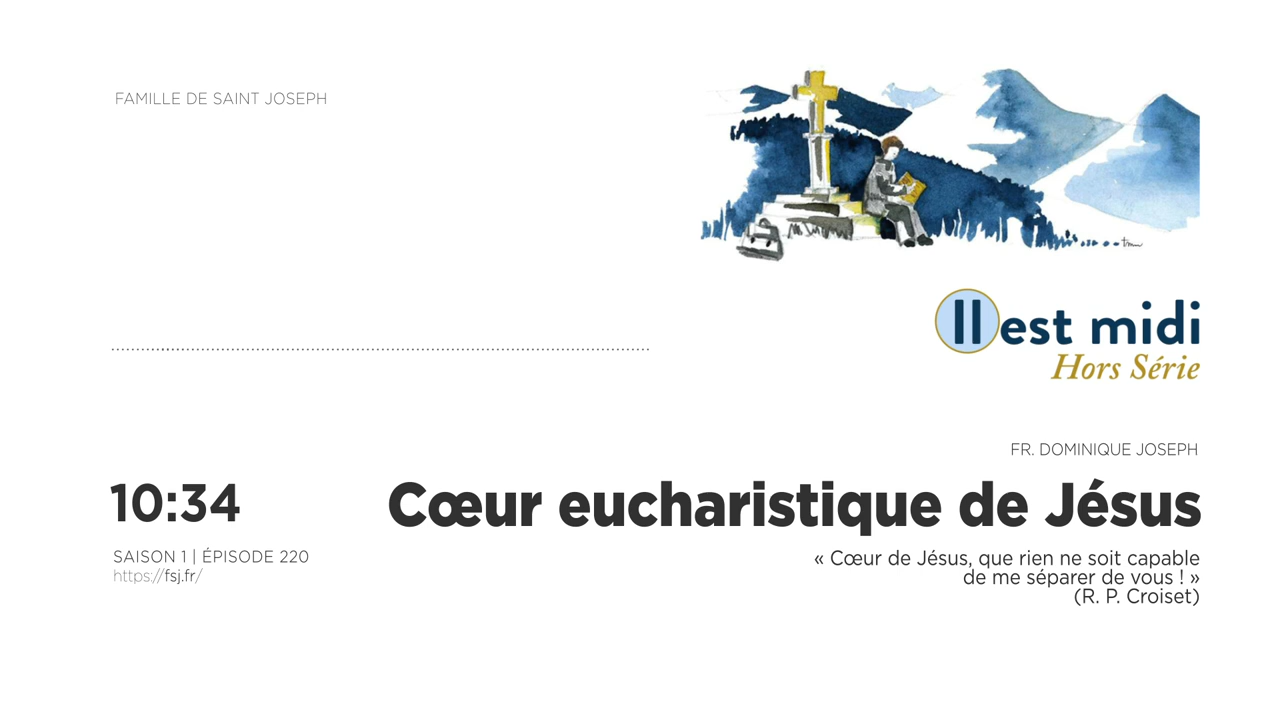 FAMILLE DE SAINT JOSEPH
Il est midi
Hors Série
FR. DOMINIQUE JOSEPH
10:34
Cœur eucharistique de Jésus
SAISON 1 | ÉPISODE 220
https://fsj.fr/
« Cœur de Jésus, que rien ne soit capable
de me séparer de vous ! »
(R. P. Croiset)